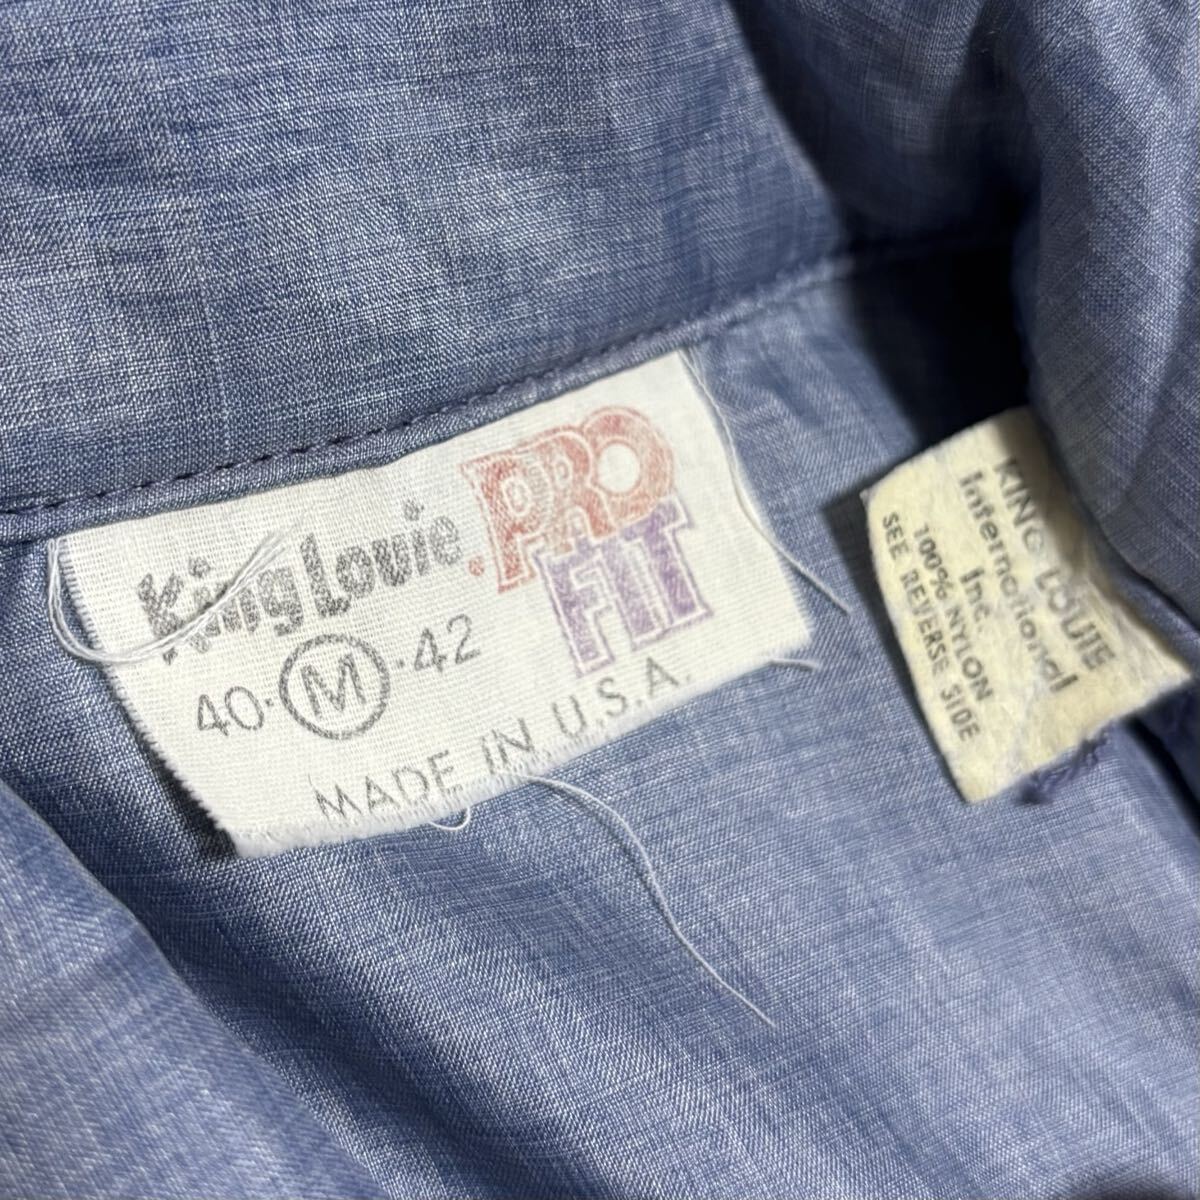 King Louie® PRO
FIT
40-(M)-42
MADE IN U.S.A.
KING LOUIE
International
Inc.
100% NYLON
SEE REVERSE SIDE